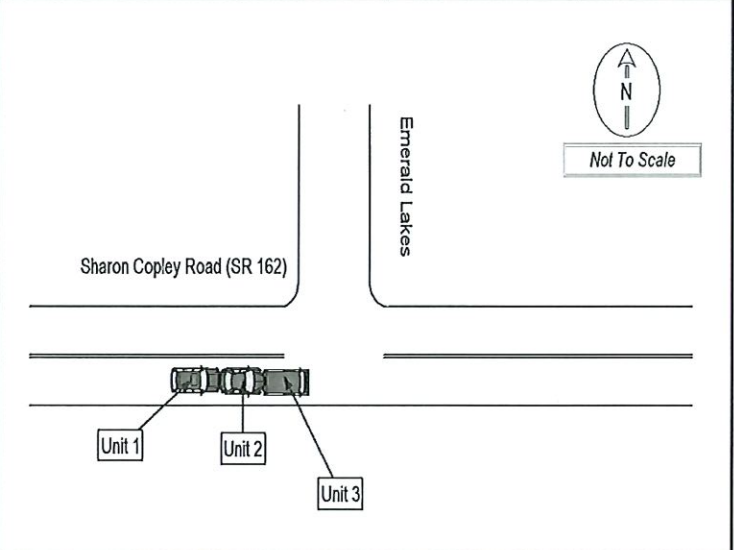 N
Not To Scale
Emerald Lakes
Sharon Copley Road (SR 162)
Unit 1
Unit 2
Unit 3